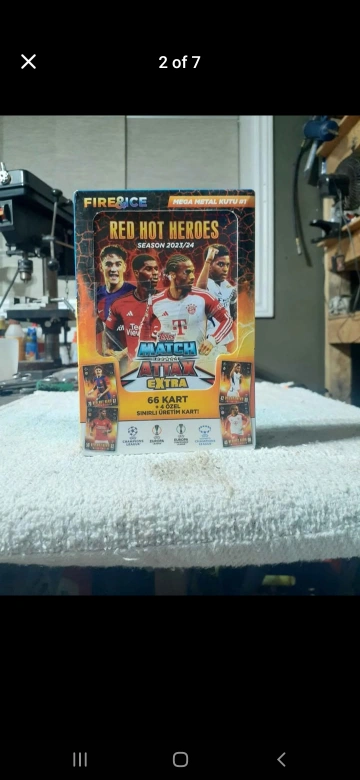 2 of 7
FIRE&ICE
MEGA METAL KUTU #1
RED HOT HEROES
SEASON 2023/24
T
Topps
MATCH
ATTAX
EXTRA
66 KART
+ 4 ÖZEL
SINIRLI ÜRETİM KART!